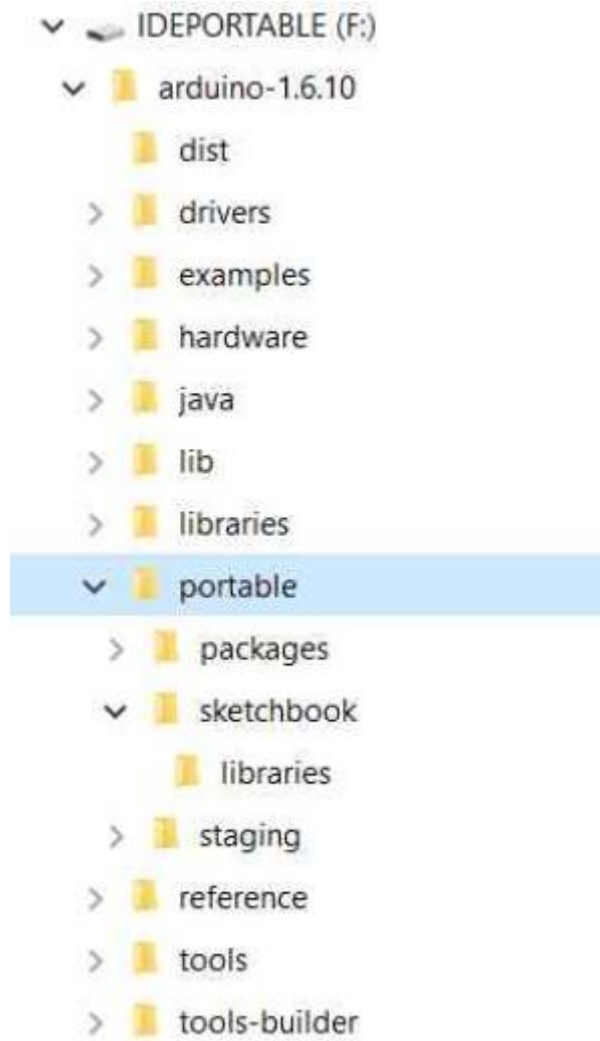 IDEPORTABLE (F:)
arduino-1.6.10
dist
drivers
examples
hardware
java
lib
libraries
portable
packages
sketchbook
libraries
staging
reference
tools
tools-builder